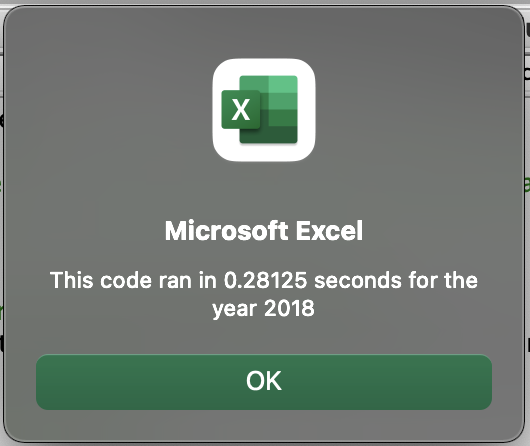 X
Microsoft Excel
This code ran in 0.28125 seconds for the
year 2018
OK